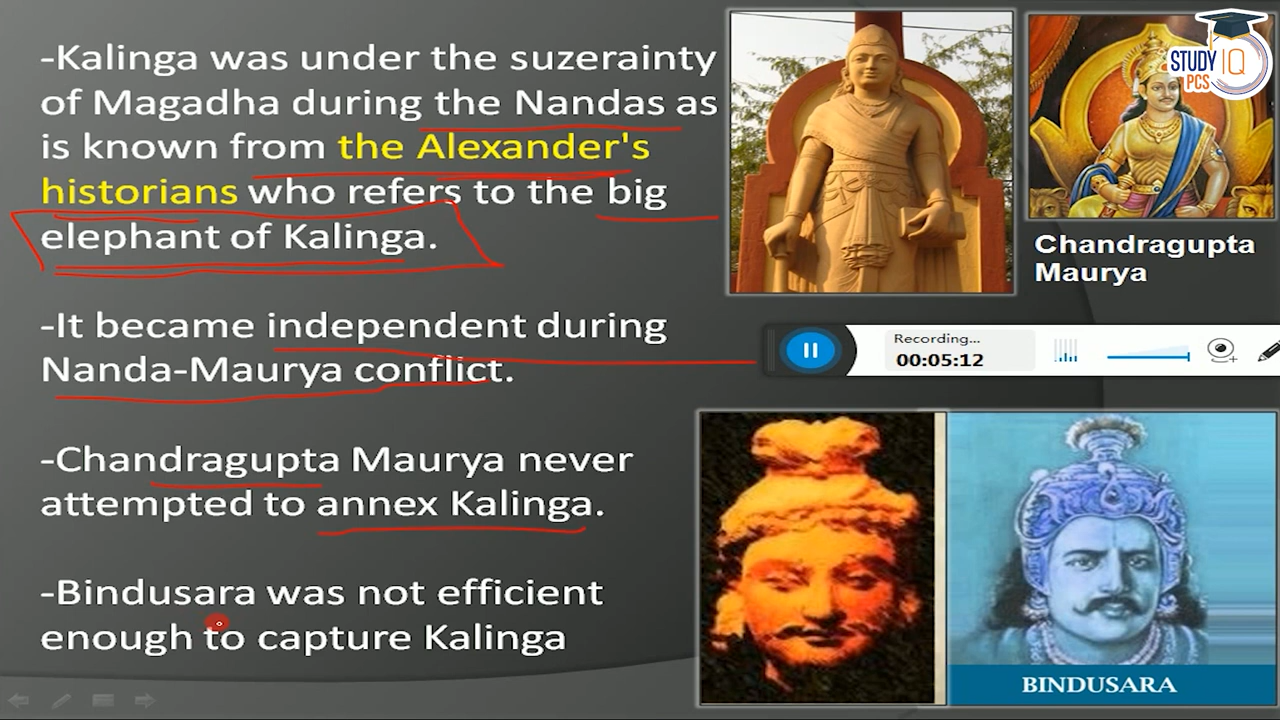 -Kalinga was under the suzerainty
of Magadha during the Nandas as
is known from the Alexander's
historians who refers to the big
elephant of Kalinga.
-It became independent during
Nanda-Maurya conflict.
-Chandragupta Maurya never
attempted to annex Kalinga.
-Bindusara was not efficient
enough to capture Kalinga
STUDY IQ
PCS
Chandragupta
Maurya
Recording...
00:05:12
BINDUSARA